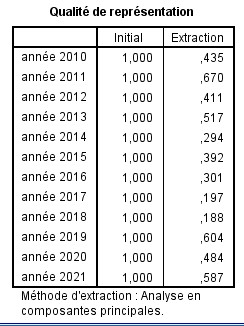 Qualité de représentation
Initial Extraction
année 2010 1,000 ,435
année 2011 1,000 ,670
année 2012 1,000 ,411
année 2013 1,000 ,517
année 2014 1,000 ,294
année 2015 1,000 ,392
année 2016 1,000 ,301
année 2017 1,000 ,197
année 2018 1,000 ,188
année 2019 1,000 ,604
année 2020 1,000 ,484
année 2021 1,000 ,587
Méthode d'extraction : Analyse en
composantes principales.